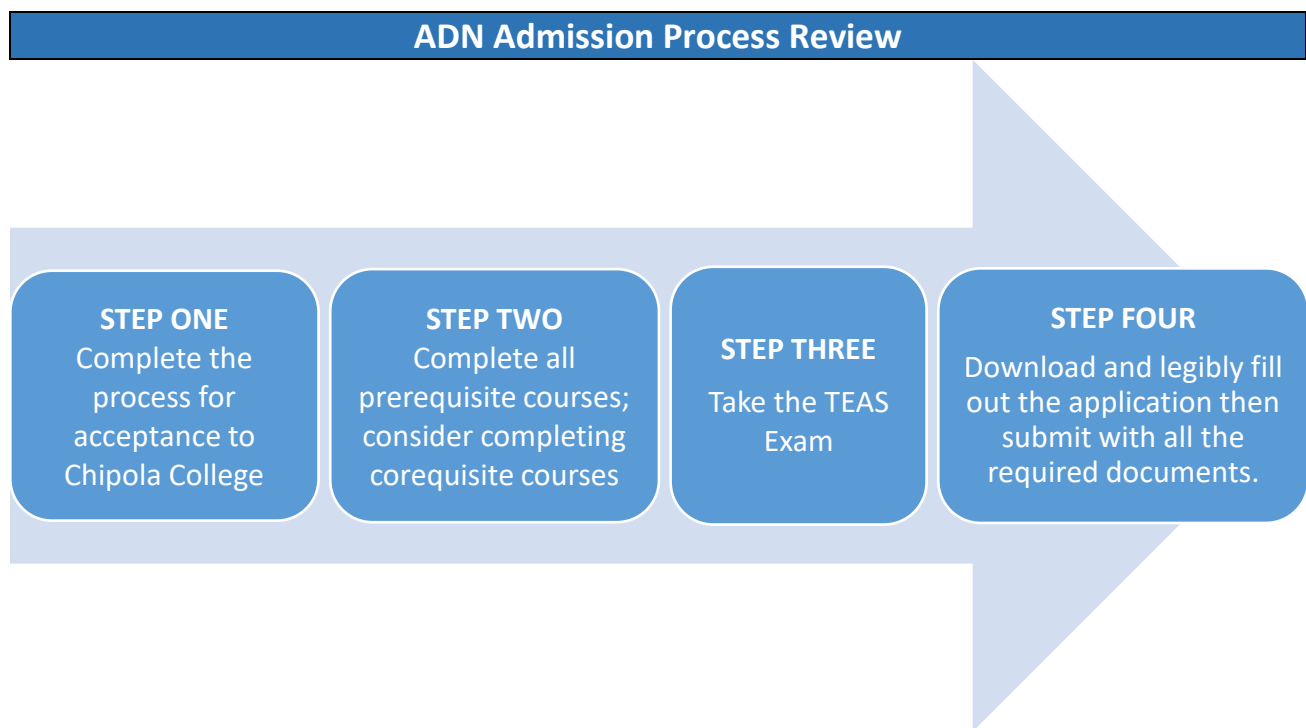 ADN Admission Process Review
STEP ONE
Complete the
process for
acceptance to
Chipola College
STEP TWO
Complete all
prerequisite courses;
consider completing
corequisite courses
STEP THREE
Take the TEAS
Exam
STEP FOUR
Download and legibly fill
out the application then
submit with all the
required documents.